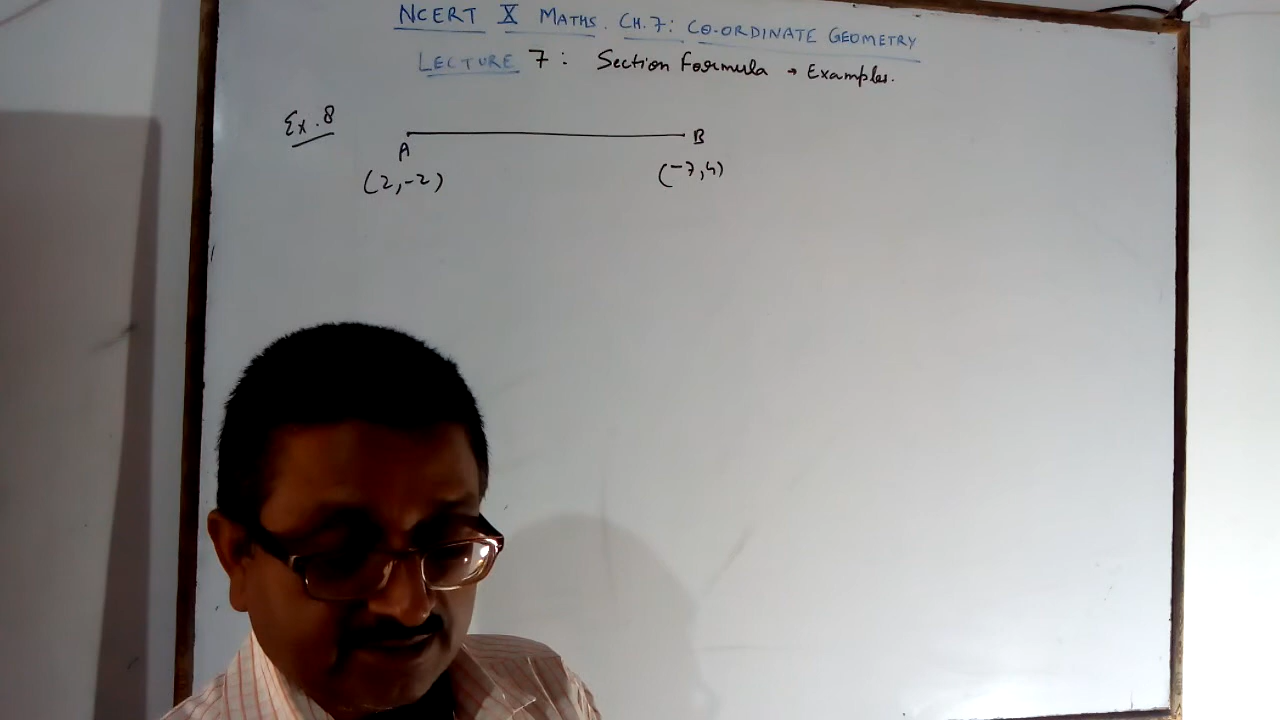 NCERT X MATHS. CH.7: CO-ORDINATE GEOMETRY
LECTURE 7: Section Formula → Examples.
Ex.8
A B
(2,-2) (-7,4)